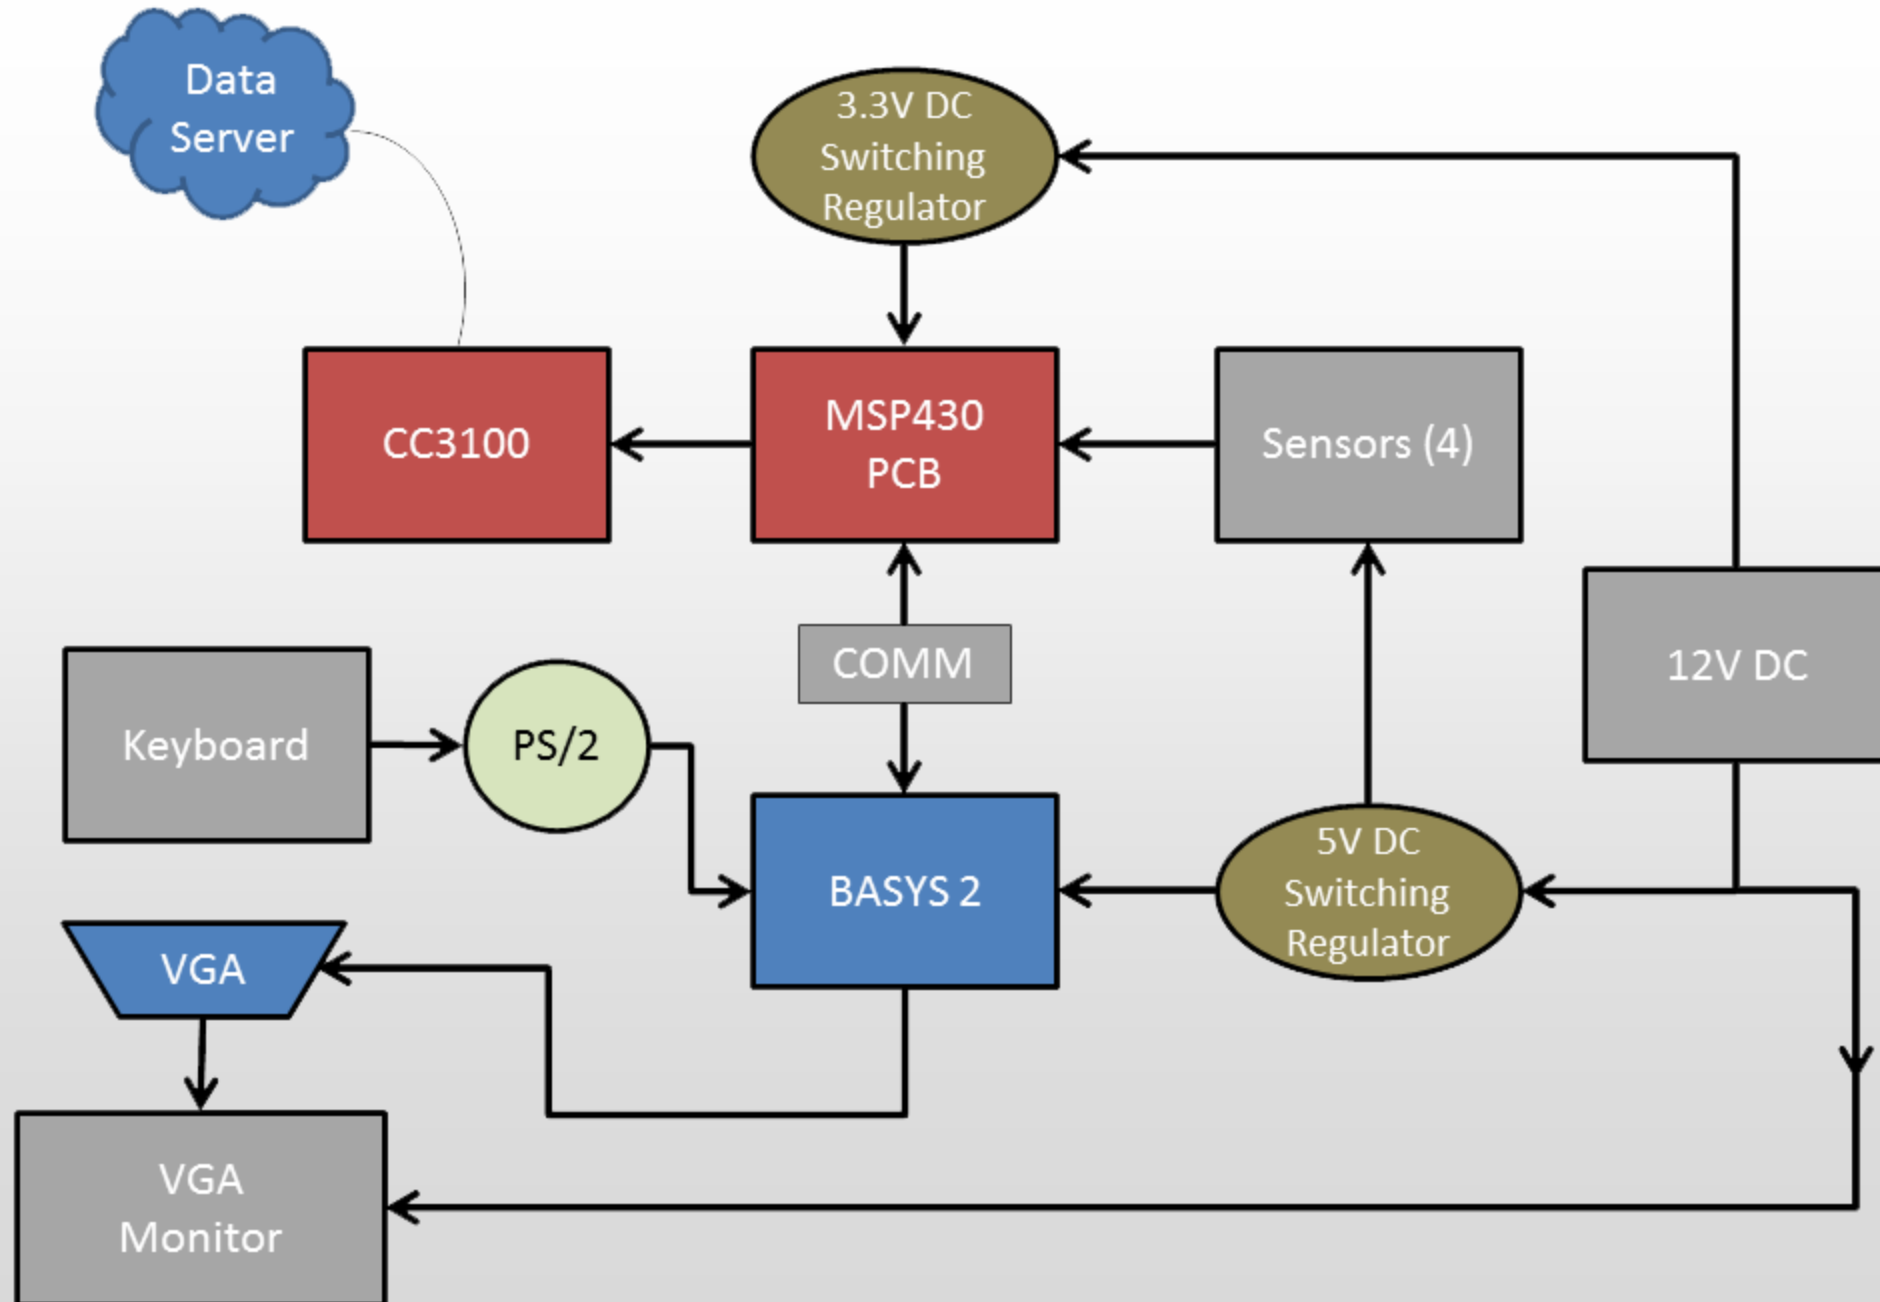 Data
Server
3.3V DC
Switching
Regulator
CC3100
MSP430
PCB
Sensors (4)
COMM
12V DC
Keyboard
PS/2
BASYS 2
5V DC
Switching
Regulator
VGA
VGA
Monitor